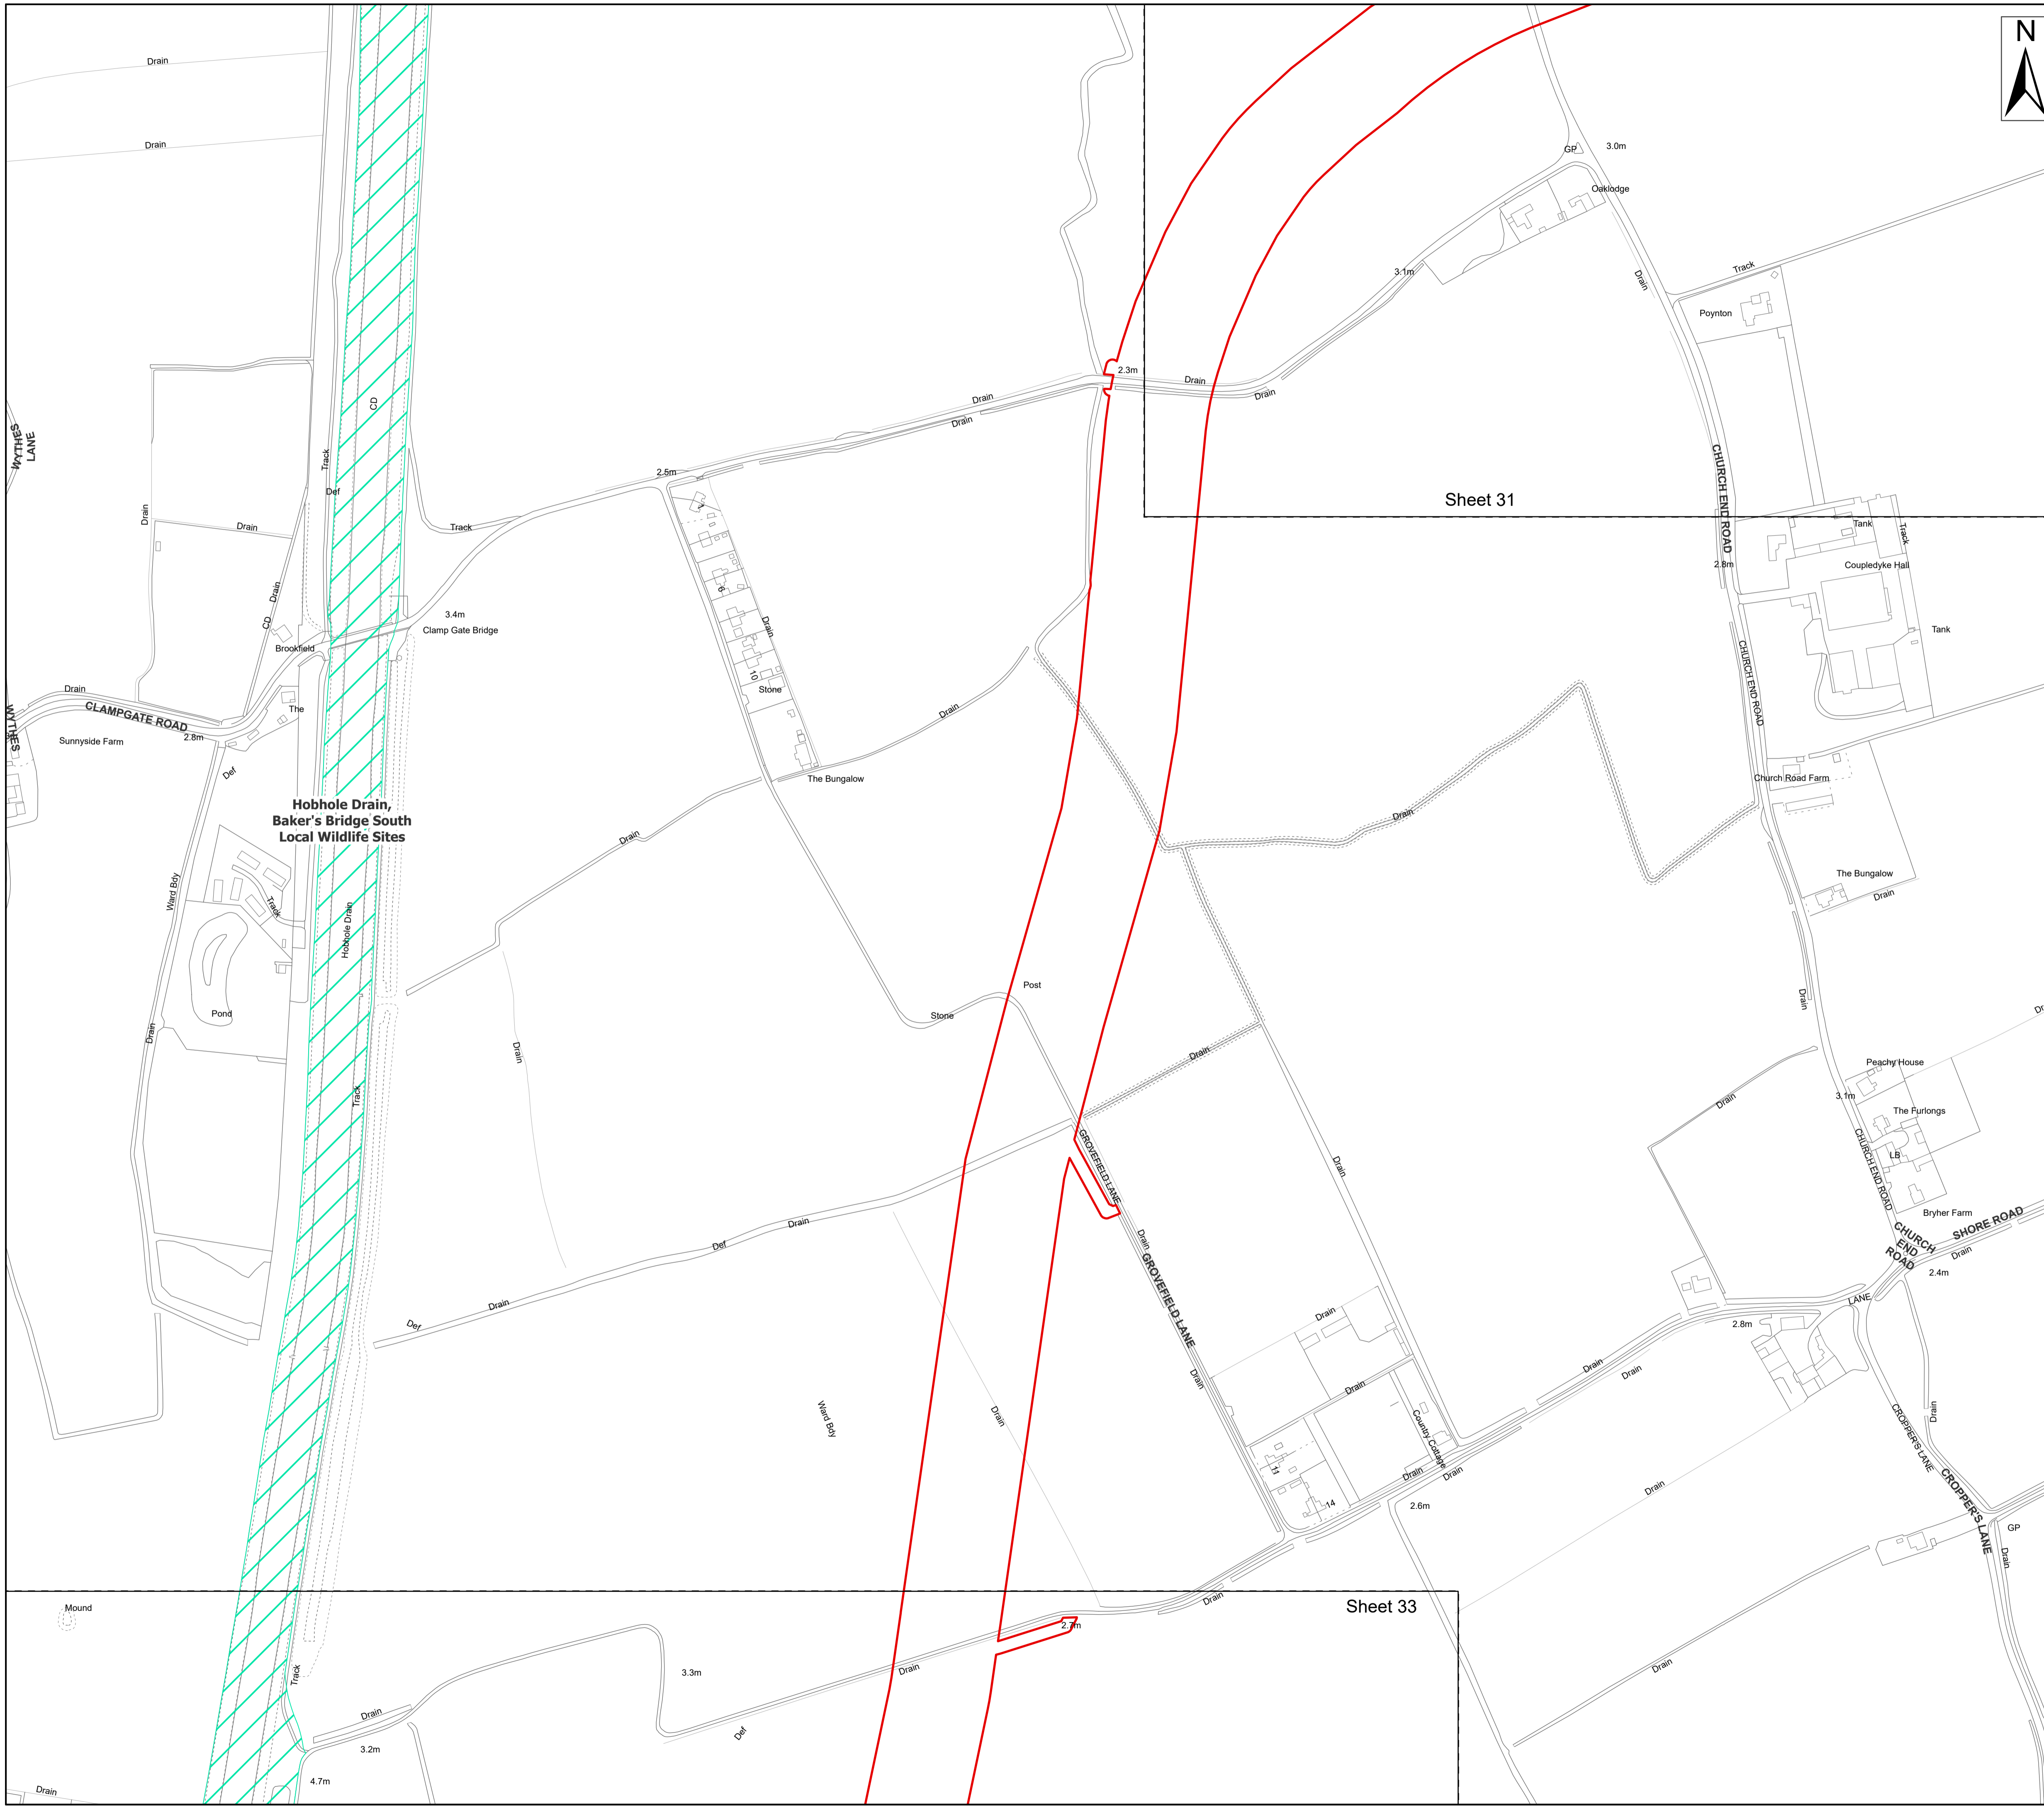 N
Drain
Drain
GP
3.0m
Oaklodge
Drain
3.1m
Track
Poynton
2.3m
Drain
Drain
Drain
Drain
CD
WYTHES
LANE
Track
Def
2.5m
Track
Drain
Drain
CHURCH END ROAD
Sheet 31
Tank
Track
2.8m
Coupledyke Hall
Tank
CD
Drain
3.4m
Clamp Gate Bridge
Brookfield
6
Drain
10
Stone
CHURCH END ROAD
Drain
CLAMPGATE ROAD
WYTHES
Sunnyside Farm
2.8m
The
Def
Drain
The Bungalow
Church Road Farm
Hobhole Drain,
Baker's Bridge South
Local Wildlife Sites
Drain
Drain
The Bungalow
Drain
Ward Bdy
Track
Hobhole Drain
Pond
Drain
Post
Stone
Drain
Drain
Drain
Track
Peachy House
3.1m
The Furlongs
LB
CHURCH END ROAD
Bryher Farm
Drain
GROVEFIELD LANE
Drain
Drain
Def
Drain
Drain
Def
GROVEFIELD LANE
CHURCH
END
ROAD
SHORE ROAD
Drain
2.4m
LANE
2.8m
Drain
Drain
Drain
Drain
Drain
Country Cottage
Ward Bdy
Drain
11
14
Drain
Drain
2.6m
Drain
CROPPER'S LANE
Drain
CROPPER'S LANE
GP
Drain
Mound
Sheet 33
Drain
2.7m
3.3m
Drain
Def
Drain
Track
Drain
3.2m
4.7m
Drain